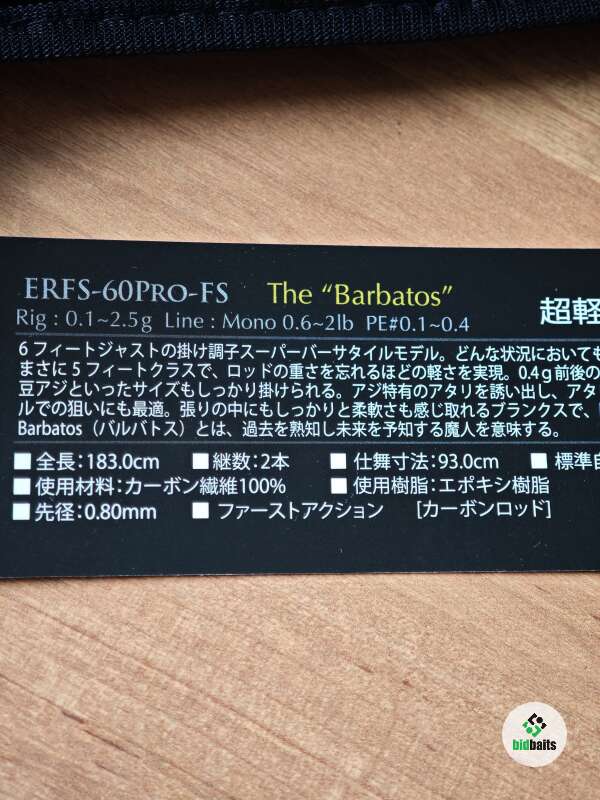 ERFS-60PRO-FS The “Barbatos” 超軽
Rig : 0.1~2.5g Line : Mono 0.6~2lb PE#0.1~0.4
6フィートジャストの掛け調子スーパーバーサタイルモデル。どんな状況においても
まさに5フィートクラスで、ロッドの重さを忘れるほどの軽さを実現。0.4g前後の
豆アジといったサイズもしっかり掛けられる。アジ特有のアタリを誘い出し、アタ
ルでの狙いにも最適。張りの中にもしっかりと柔軟さも感じ取れるブランクスで、
Barbatos（バルバトス）とは、過去を熟知し未来を予知する魔人を意味する。
■全長：183.0cm ■継数：2本 ■仕舞寸法：93.0cm ■標準自
■使用材料：カーボン繊維100% ■使用樹脂：エポキシ樹脂
■先径：0.80mm ■ファーストアクション [カーボンロッド]
bidbaits